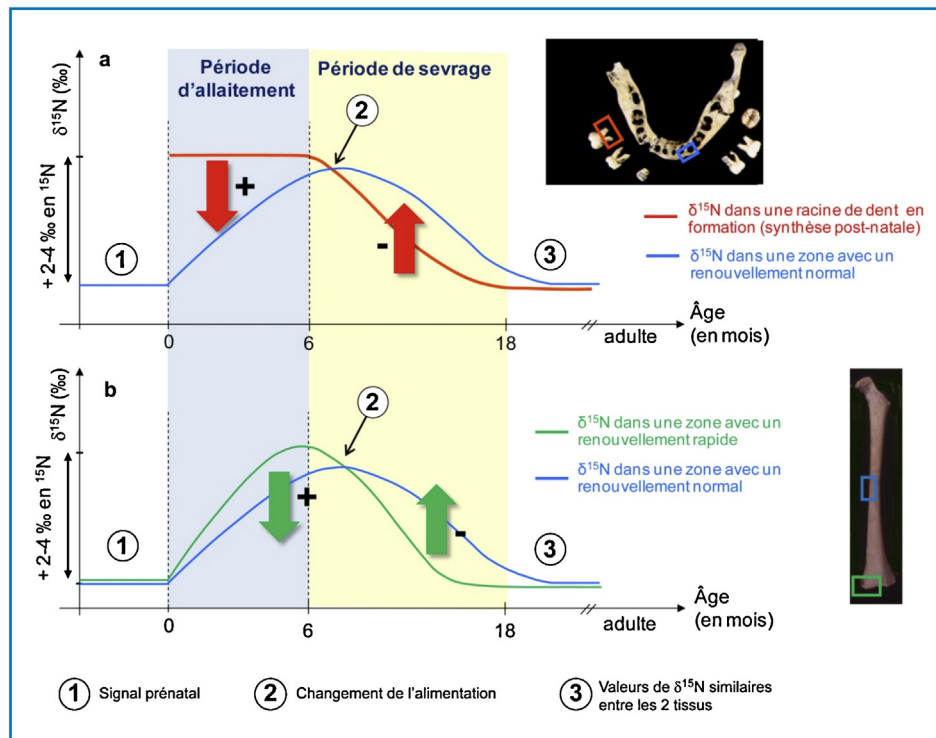 a
Période
d’allaitement
Période de sevrage
δ¹⁵N (‰)
+ 2-4 ‰ en ¹⁵N
2
+
-
1
3
0
6
18
adulte
Âge
(en mois)
δ¹⁵N dans une racine de dent en
formation (synthèse post-natale)
δ¹⁵N dans une zone avec un
renouvellement normal
b
δ¹⁵N (‰)
+ 2-4 ‰ en ¹⁵N
2
+
-
1
3
0
6
18
adulte
Âge
(en mois)
δ¹⁵N dans une zone avec un
renouvellement rapide
δ¹⁵N dans une zone avec un
renouvellement normal
1 Signal prénatal
2 Changement de l’alimentation
3 Valeurs de δ¹⁵N similaires
entre les 2 tissus